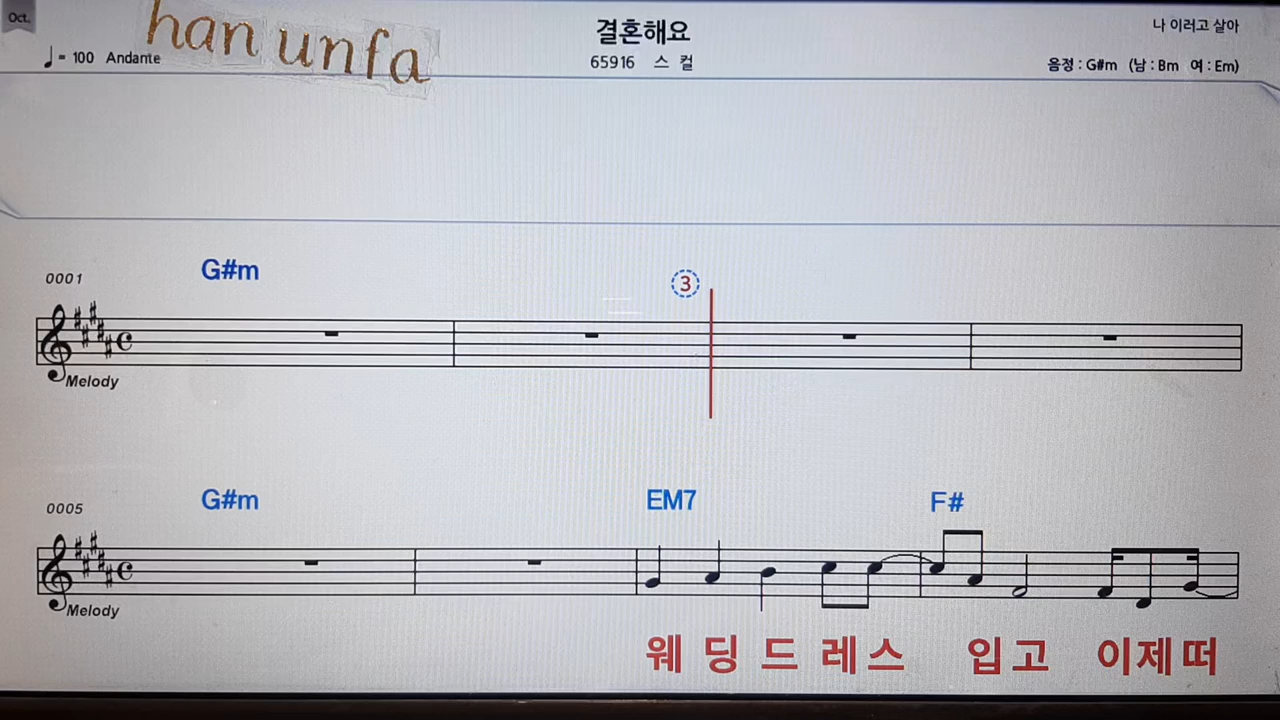 Oct.
han unfa
결혼해요
나 이러고 살아
♩= 100 Andante
65916 스 컬
음정 : G#m (남 : Bm 여 : Em)
0001
G#m
3
Melody
0005
G#m EM7 F#
Melody
웨 딩 드 레 스 입 고 이 제 떠